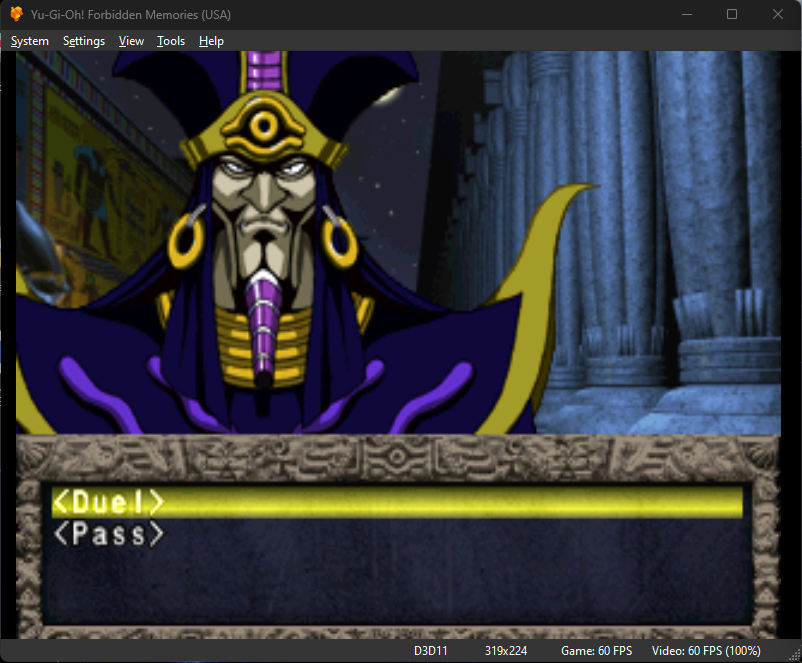 Yu-Gi-Oh! Forbidden Memories (USA)
System Settings View Tools Help
<Duel>
<Pass>
D3D11 319x224 Game: 60 FPS Video: 60 FPS (100%)